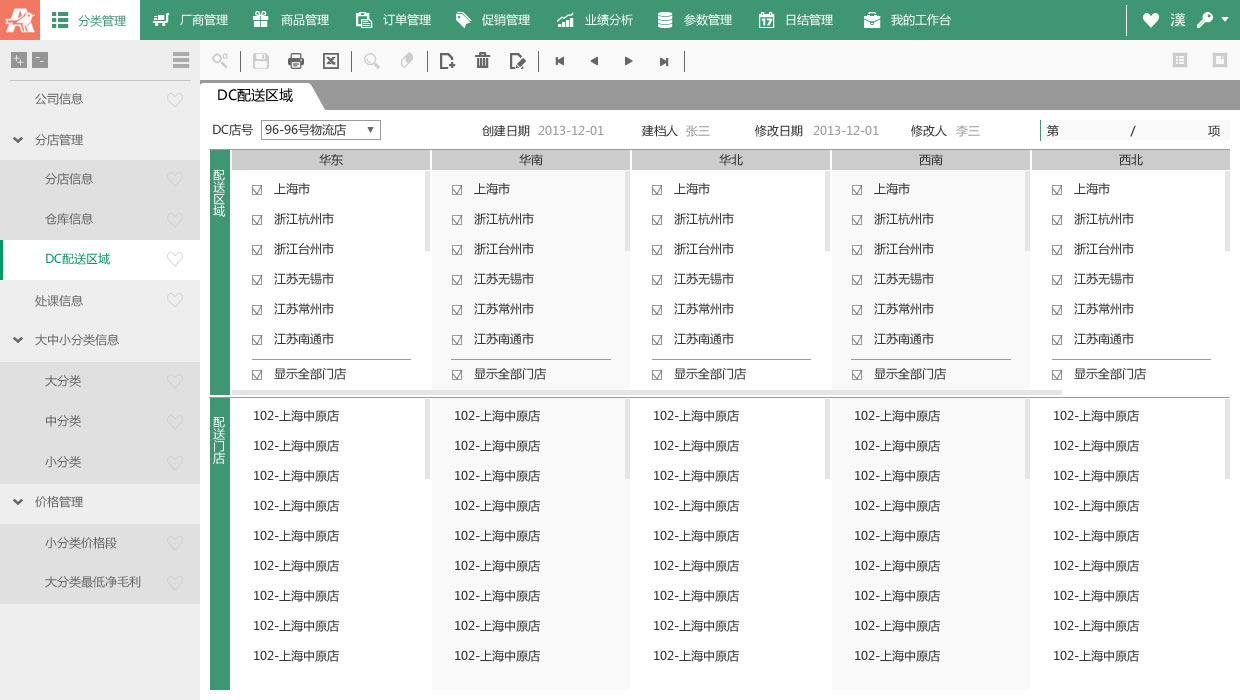 分类管理 厂商管理 商品管理 订单管理 促销管理 业绩分析 参数管理 日结管理 我的工作台 漢
公司信息
分店管理
分店信息
仓库信息
DC配送区域
处课信息
大中小分类信息
大分类
中分类
小分类
价格管理
小分类价格段
大分类最低净毛利
DC配送区域
DC店号 96-96号物流店 创建日期 2013-12-01 建档人 张三 修改日期 2013-12-01 修改人 李三 第 / 项
配送区域
华东 华南 华北 西南 西北
上海市 上海市 上海市 上海市 上海市
浙江杭州市 浙江杭州市 浙江杭州市 浙江杭州市 浙江杭州市
浙江台州市 浙江台州市 浙江台州市 浙江台州市 浙江台州市
江苏无锡市 江苏无锡市 江苏无锡市 江苏无锡市 江苏无锡市
江苏常州市 江苏常州市 江苏常州市 江苏常州市 江苏常州市
江苏南通市 江苏南通市 江苏南通市 江苏南通市 江苏南通市
显示全部门店 显示全部门店 显示全部门店 显示全部门店 显示全部门店
配送门店
102-上海中原店 102-上海中原店 102-上海中原店 102-上海中原店 102-上海中原店
102-上海中原店 102-上海中原店 102-上海中原店 102-上海中原店 102-上海中原店
102-上海中原店 102-上海中原店 102-上海中原店 102-上海中原店 102-上海中原店
102-上海中原店 102-上海中原店 102-上海中原店 102-上海中原店 102-上海中原店
102-上海中原店 102-上海中原店 102-上海中原店 102-上海中原店 102-上海中原店
102-上海中原店 102-上海中原店 102-上海中原店 102-上海中原店 102-上海中原店
102-上海中原店 102-上海中原店 102-上海中原店 102-上海中原店 102-上海中原店
102-上海中原店 102-上海中原店 102-上海中原店 102-上海中原店 102-上海中原店
102-上海中原店 102-上海中原店 102-上海中原店 102-上海中原店 102-上海中原店